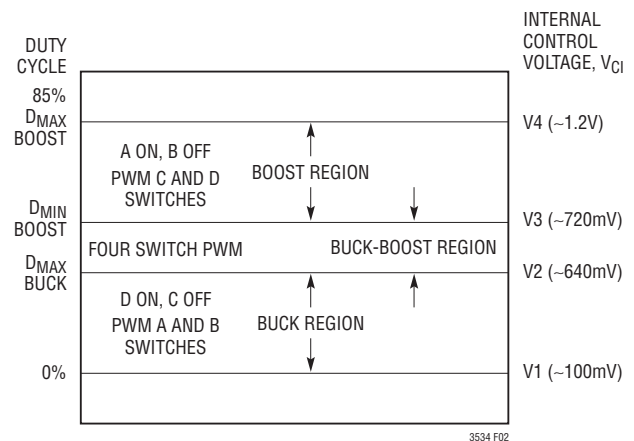 DUTY
CYCLE
INTERNAL
CONTROL
VOLTAGE, VCI
85%
DMAX
BOOST
V4 (~1.2V)
A ON, B OFF
PWM C AND D
SWITCHES
BOOST REGION
DMIN
BOOST
V3 (~720mV)
FOUR SWITCH PWM
BUCK-BOOST REGION
DMAX
BUCK
V2 (~640mV)
D ON, C OFF
PWM A AND B
SWITCHES
BUCK REGION
0%
V1 (~100mV)
3534 F02